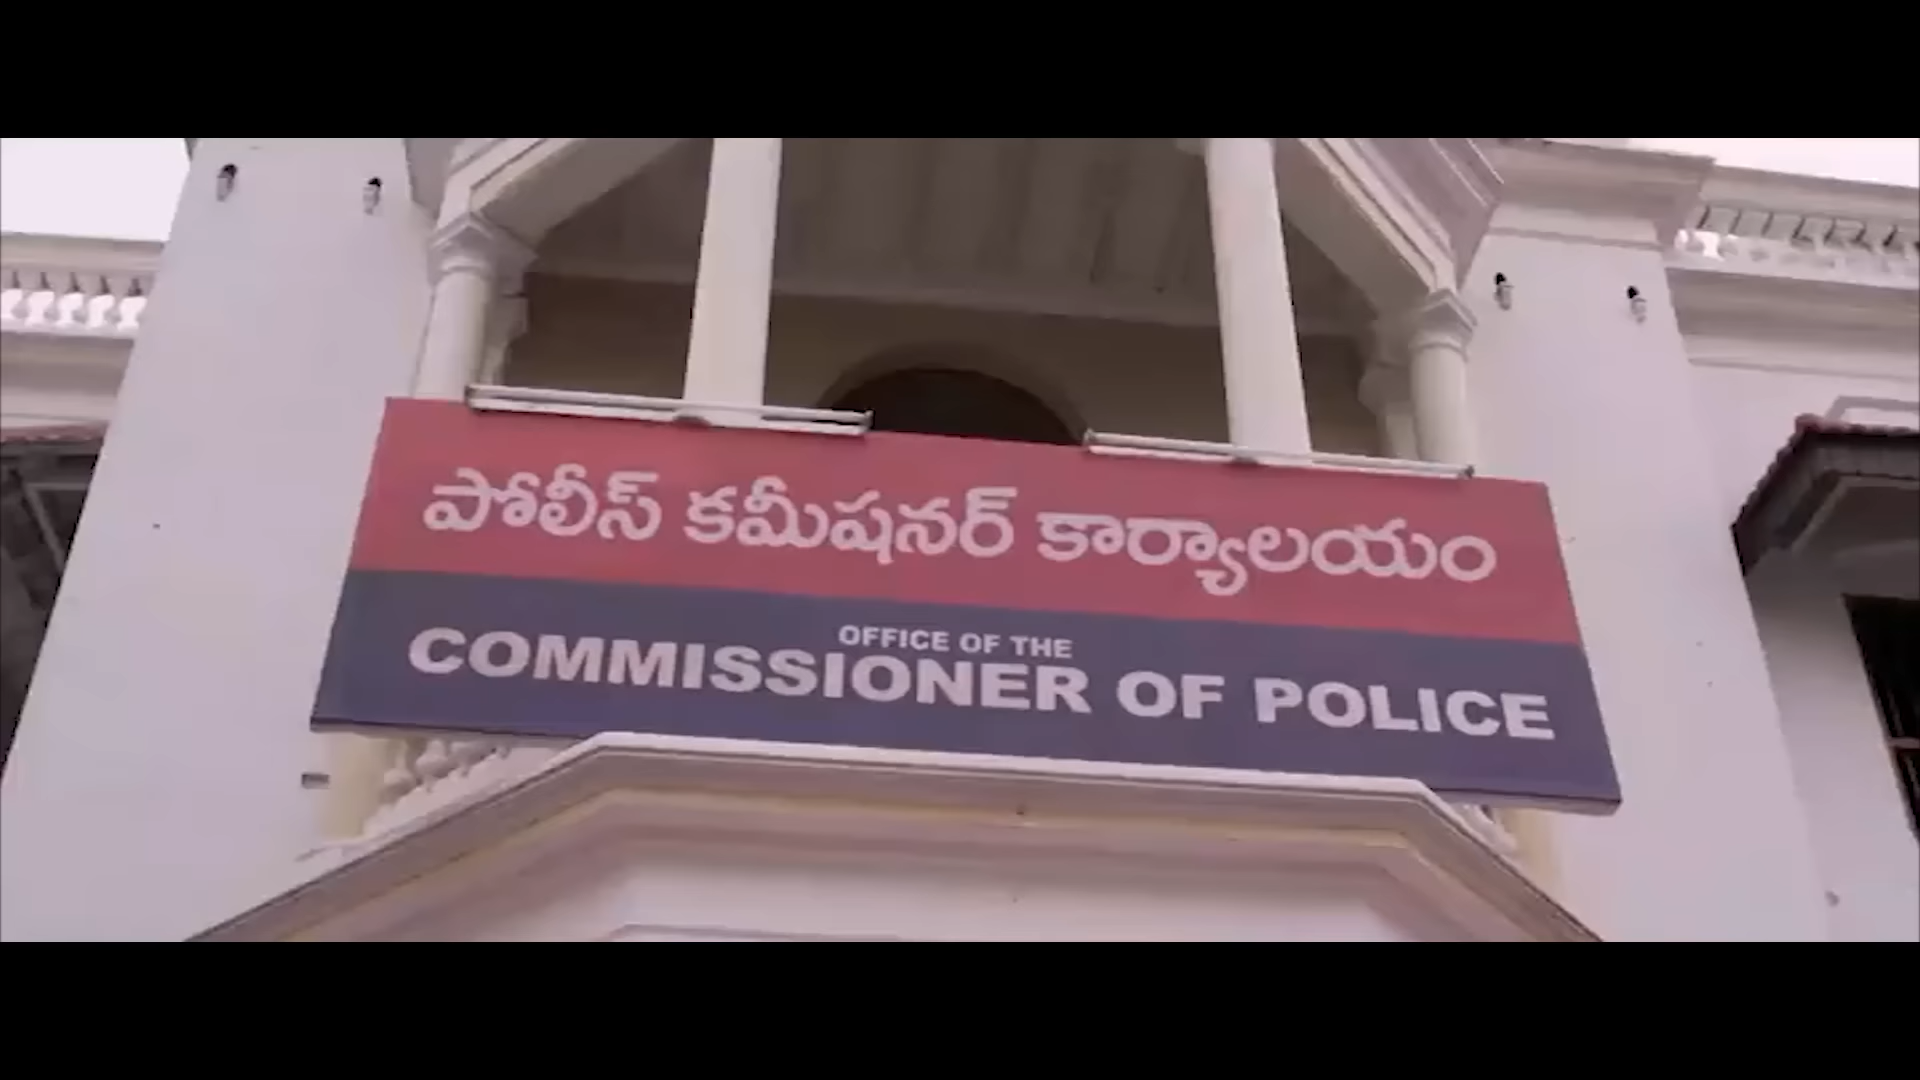 పోలీస్ కమీషనర్ కార్యాలయం
OFFICE OF THE
COMMISSIONER OF POLICE